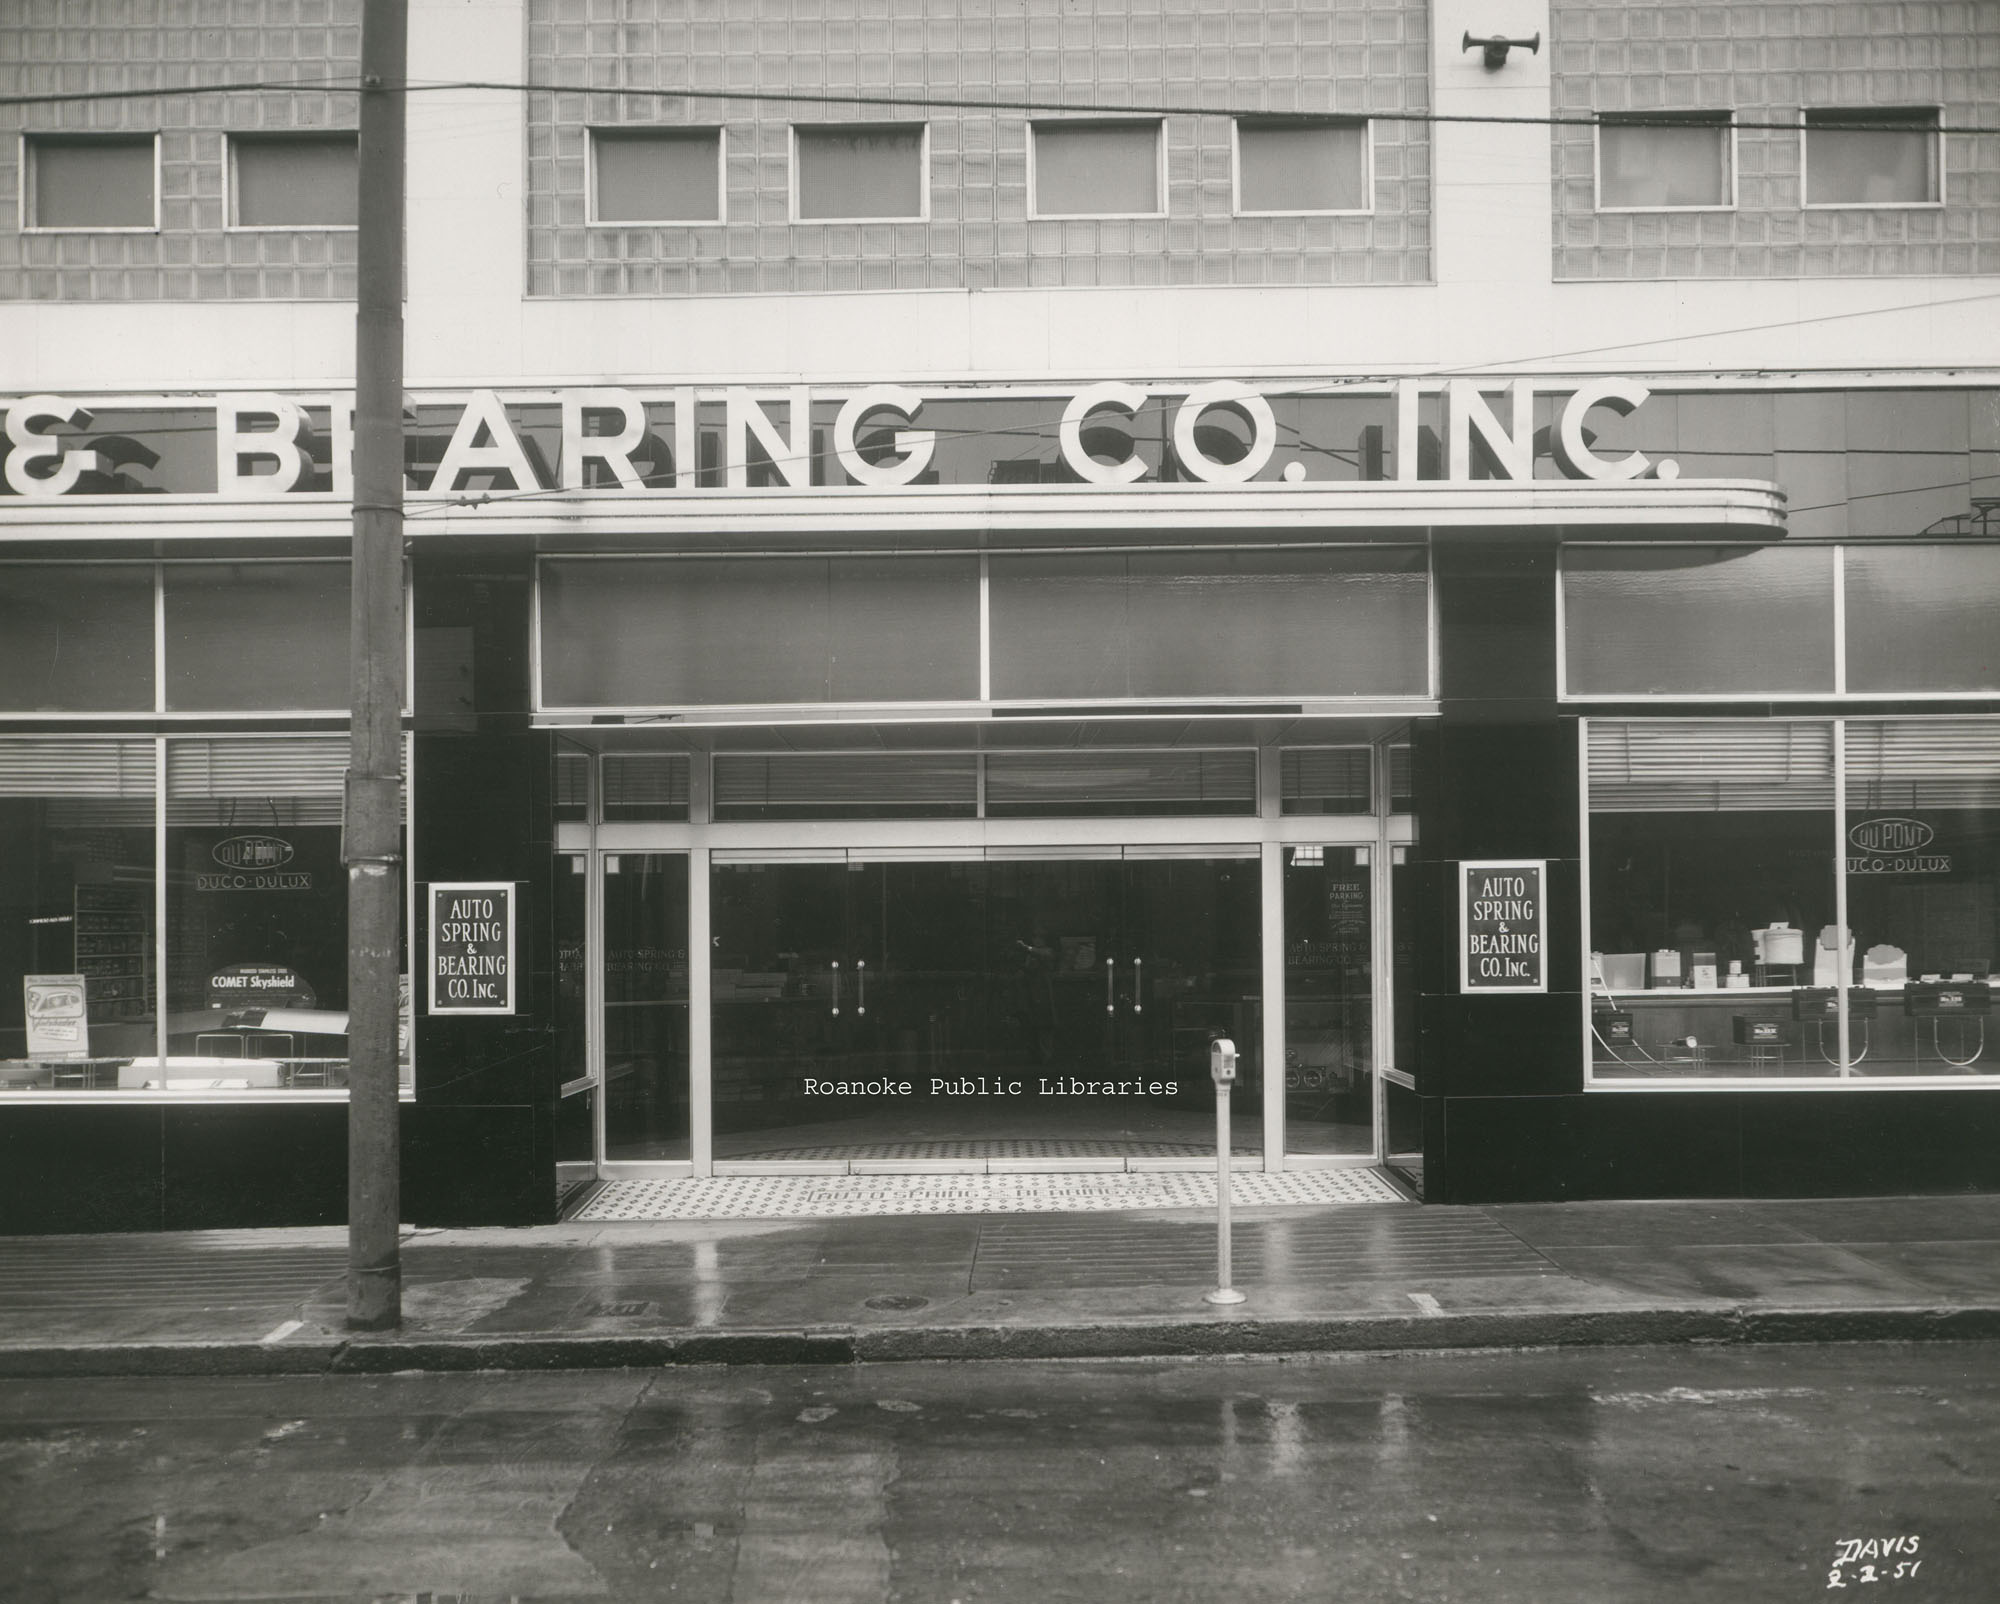 & BEARING CO. INC.
DU PONT
DUCO-DULUX
DU PONT
DUCO-DULUX
AUTO
SPRING
&
BEARING
CO. INC.
AUTO
SPRING
&
BEARING
CO. INC.
FREE
PARKING
AUTO SPRING &
BEARING CO.
AUTO SPRING &
BEARING CO.
COMET Skyshield
Roanoke Public Libraries
AUTO SPRING & BEARING
DAVIS
2-2-51